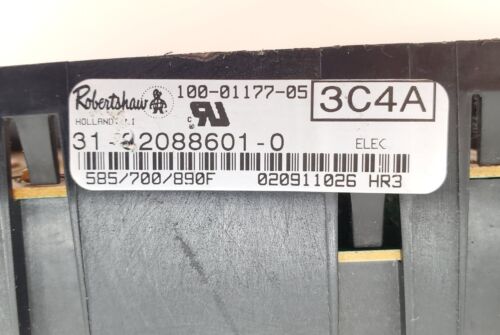 Robertshaw 100-01177-05 3C4A
HOLLAND, MI
31-32088601-0 ELEC
585/700/890F 020911026 HR3